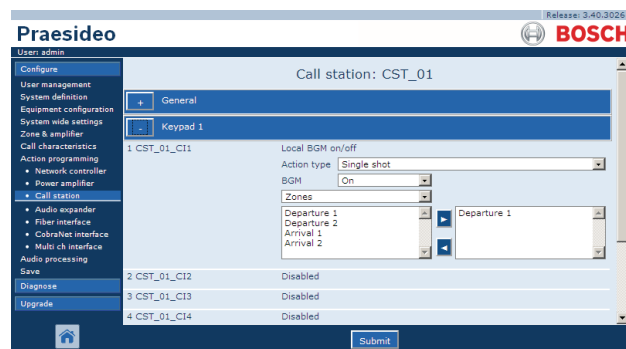 Release: 3.40.3026
Praesideo
BOSCH
User: admin
Configure
User management
System definition
Equipment configuration
System wide settings
Zone & amplifier
Call characteristics
Action programming
• Network controller
• Power amplifier
• Call station
• Audio expander
• Fiber interface
• CobraNet interface
• Multi ch interface
Audio processing
Save
Diagnose
Upgrade
Call station: CST_01
+ General
- Keypad 1
1 CST_01_CI1 Local BGM on/off
Action type Single shot
BGM On
Zones
Departure 1
Departure 2
Arrival 1
Arrival 2
Departure 1
2 CST_01_CI2 Disabled
3 CST_01_CI3 Disabled
4 CST_01_CI4 Disabled
Submit